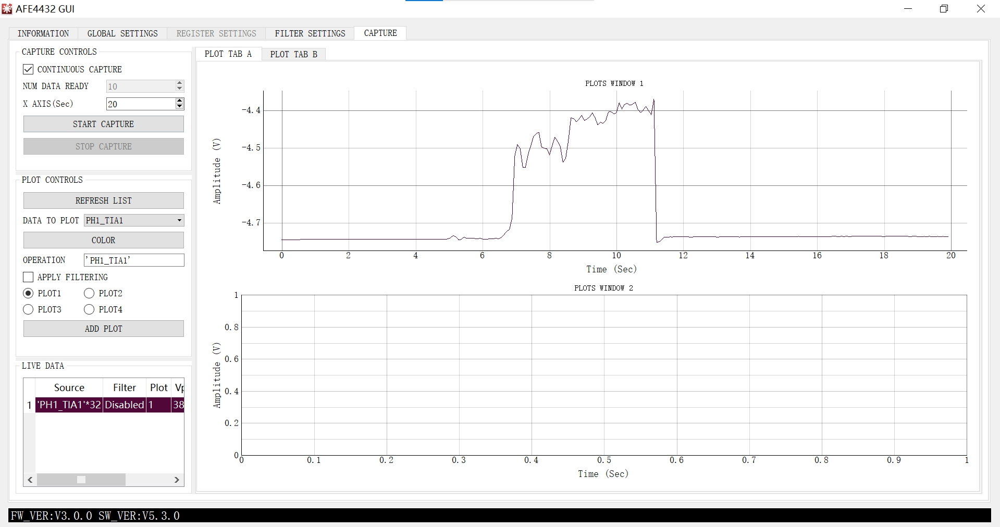 AFE4432 GUI
INFORMATION
GLOBAL SETTINGS
REGISTER SETTINGS
FILTER SETTINGS
CAPTURE
CAPTURE CONTROLS
CONTINUOUS CAPTURE
NUM DATA READY 10
X AXIS(Sec) 20
START CAPTURE
STOP CAPTURE
PLOT CONTROLS
REFRESH LIST
DATA TO PLOT PH1_TIA1
COLOR
OPERATION 'PH1_TIA1'
APPLY FILTERING
PLOT1 PLOT2
PLOT3 PLOT4
ADD PLOT
LIVE DATA
Source Filter Plot Vp
1 'PH1_TIA1'*32 Disabled 1 38
PLOT TAB A
PLOT TAB B
PLOTS WINDOW 1
-4.4
-4.5
-4.6
-4.7
Amplitude (V)
0 2 4 6 8 10 12 14 16 18 20
Time (Sec)
PLOTS WINDOW 2
1
0.8
0.6
0.4
0.2
0
Amplitude (V)
0 0.1 0.2 0.3 0.4 0.5 0.6 0.7 0.8 0.9 1
Time (Sec)
FW_VER:V3.0.0 SW_VER:V5.3.0